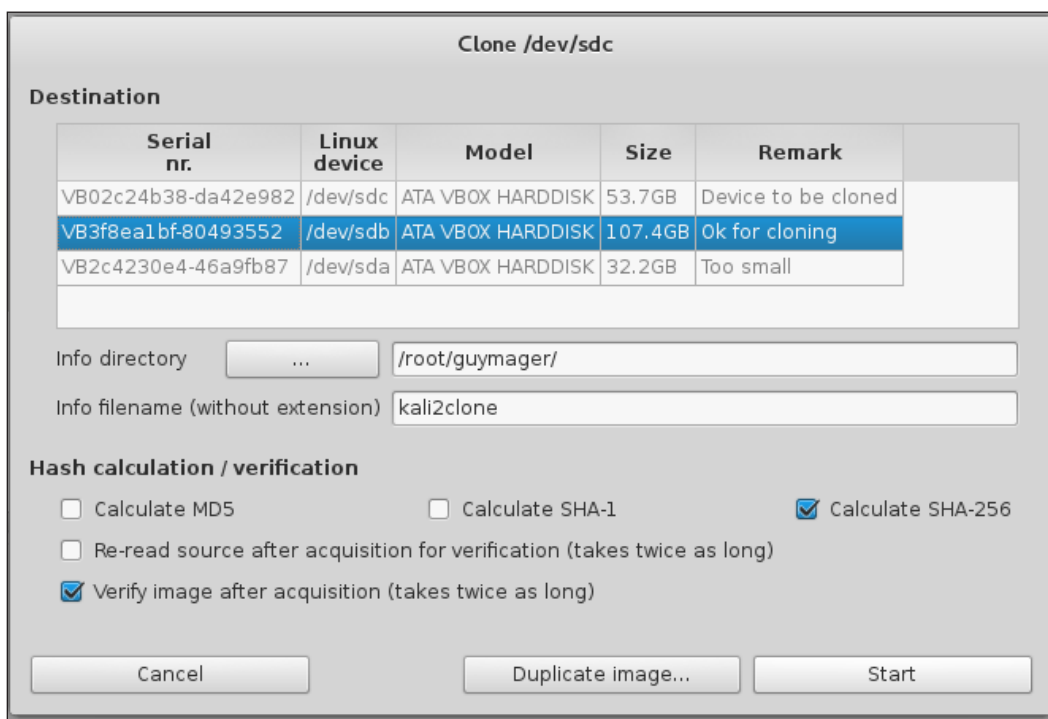 Clone /dev/sdc
Destination
Serial nr. Linux device Model Size Remark
VB02c24b38-da42e982 /dev/sdc ATA VBOX HARDDISK 53.7GB Device to be cloned
VB3f8ea1bf-80493552 /dev/sdb ATA VBOX HARDDISK 107.4GB Ok for cloning
VB2c4230e4-46a9fb87 /dev/sda ATA VBOX HARDDISK 32.2GB Too small
Info directory ... /root/guymager/
Info filename (without extension) kali2clone
Hash calculation / verification
Calculate MD5 Calculate SHA-1 Calculate SHA-256
Re-read source after acquisition for verification (takes twice as long)
Verify image after acquisition (takes twice as long)
Cancel Duplicate image... Start